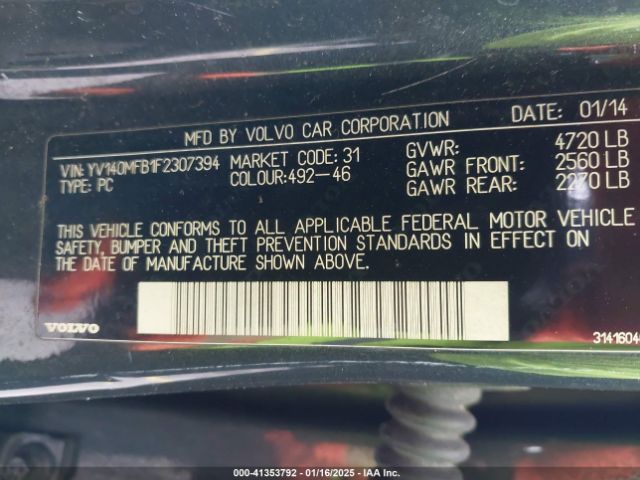 MFD BY VOLVO CAR CORPORATION DATE: 01/14
VIN: YV140MFB1F2307394 MARKET CODE: 31 GVWR: 4720 LB
TYPE: PC COLOUR:492-46 GAWR FRONT: 2560 LB
GAWR REAR: 2270 LB
THIS VEHICLE CONFORMS TO ALL APPLICABLE FEDERAL MOTOR VEHICLE
SAFETY, BUMPER AND THEFT PREVENTION STANDARDS IN EFFECT ON
THE DATE OF MANUFACTURE SHOWN ABOVE.
VOLVO
3141604
000-41353792 - 01/16/2025 - IAA Inc.